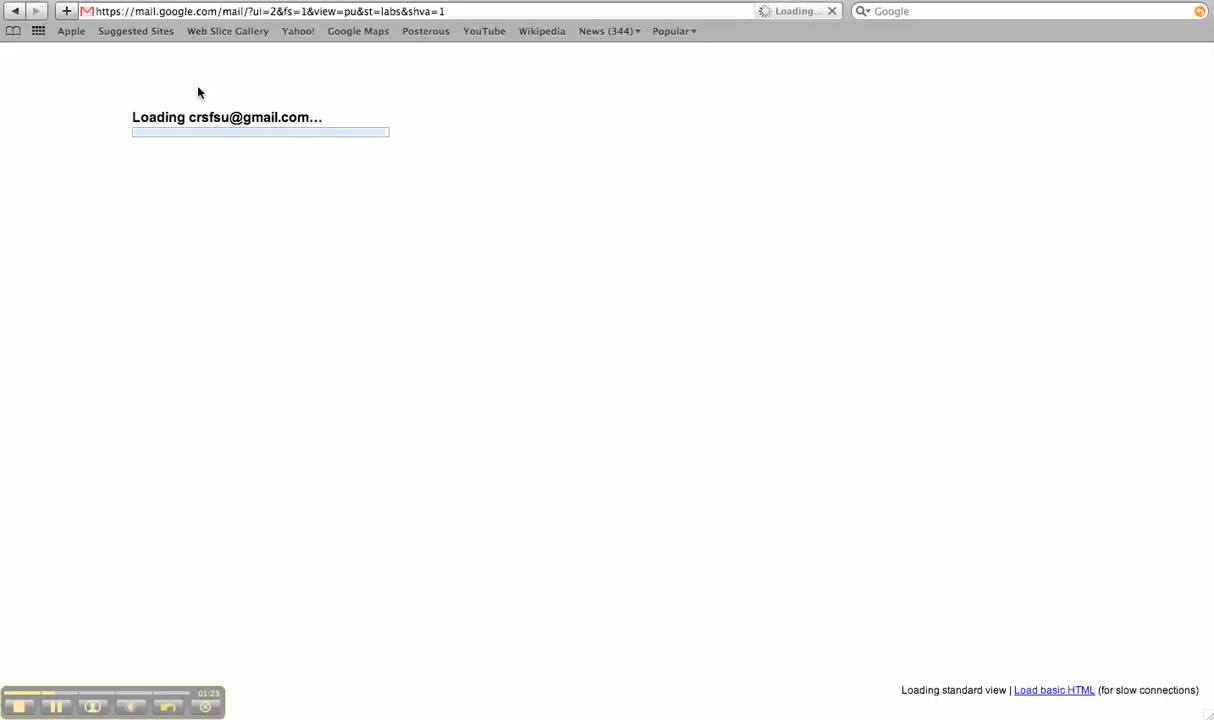 https://mail.google.com/mail/?ui=2&fs=1&view=pu&st=labs&shva=1
Loading...
Google
Apple
Suggested Sites
Web Slice Gallery
Yahoo!
Google Maps
Posterous
YouTube
Wikipedia
News (344)
Popular
Loading crsfsu@gmail.com...
01:23
Loading standard view | Load basic HTML (for slow connections)